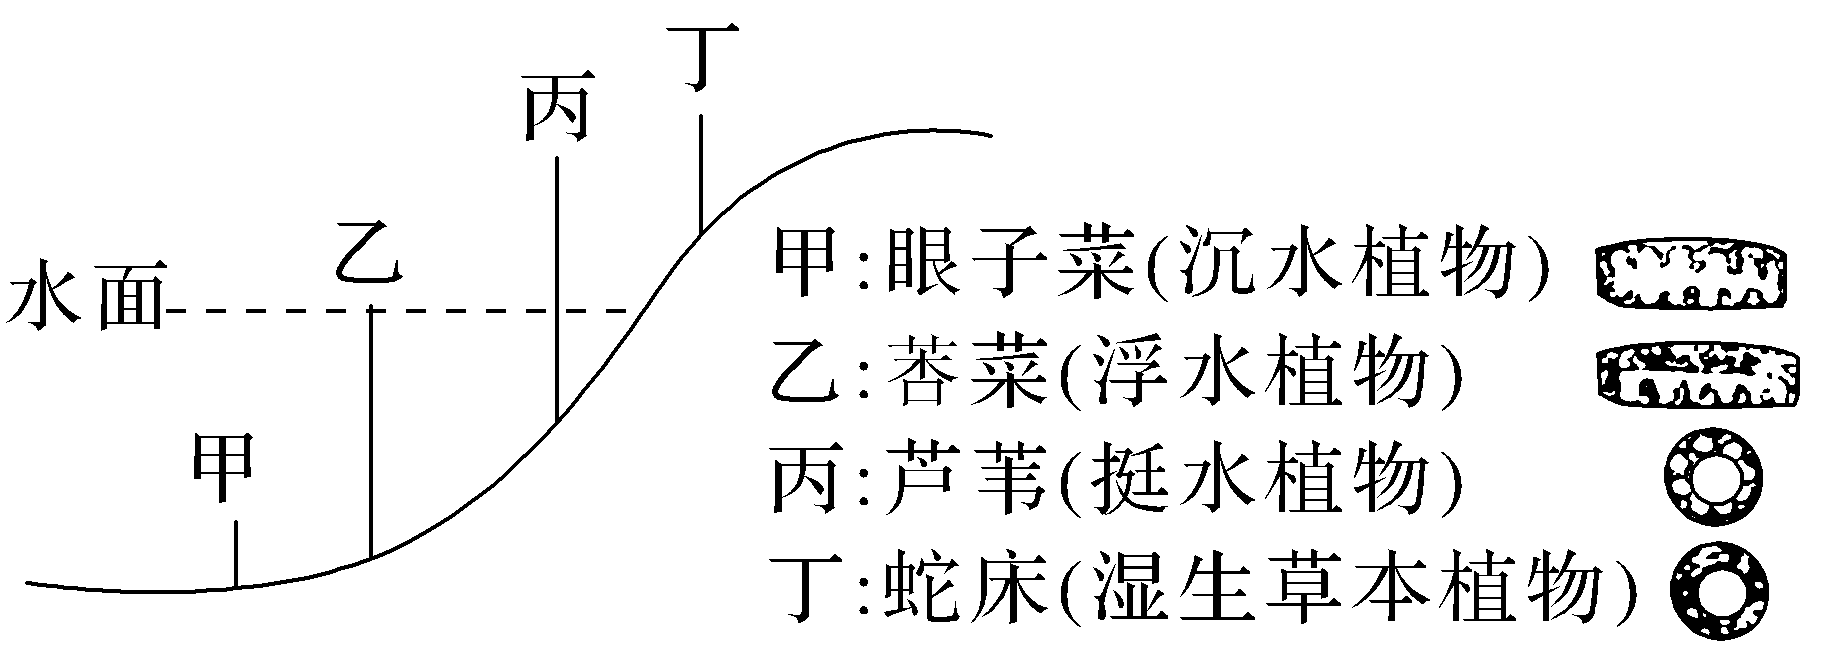 丁
丙
乙
水面
甲
甲:眼子菜(沉水植物)
乙:莕菜(浮水植物)
丙:芦苇(挺水植物)
丁:蛇床(湿生草本植物)